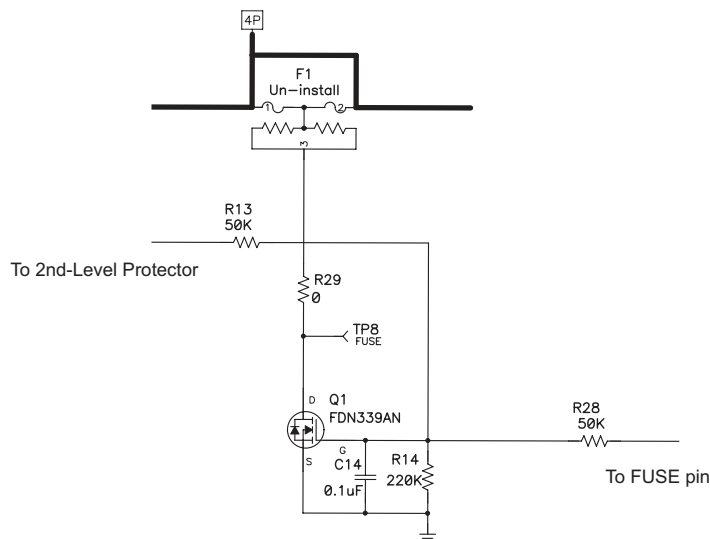 4P
F1
Un-install
1
2
3
R13
50K
To 2nd-Level Protector
R29
0
TP8
FUSE
D
Q1
FDN339AN
G
S
C14
0.1uF
R14
220K
R28
50K
To FUSE pin